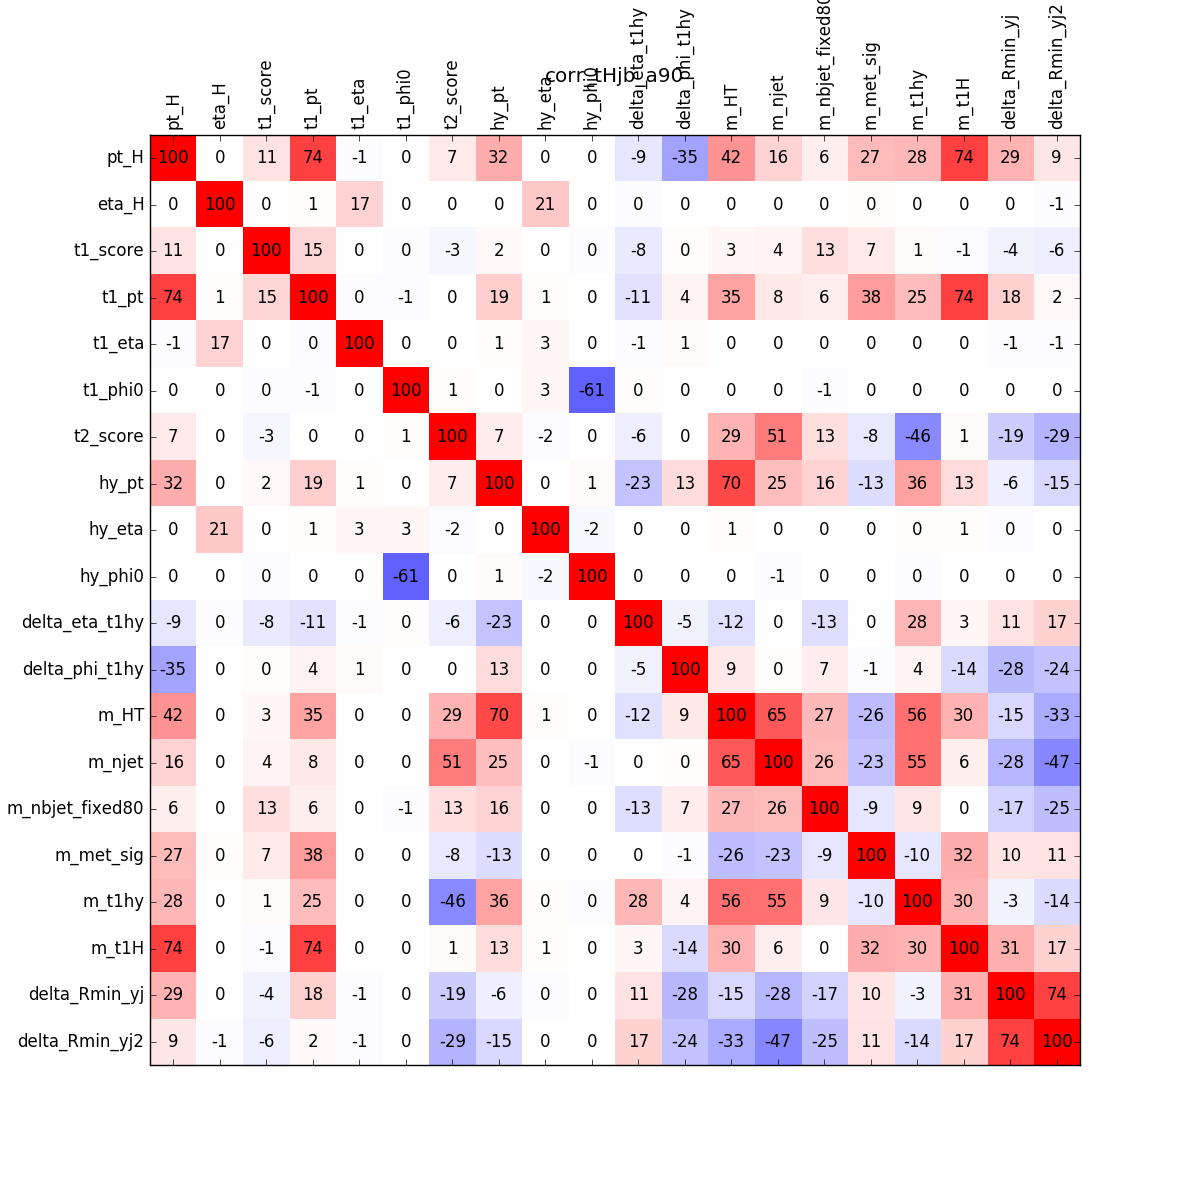 corr. tHjb_a90
pt_H eta_H t1_score t1_pt t1_eta t1_phi0 t2_score hy_pt hy_eta hy_phi0 delta_eta_t1hy delta_phi_t1hy m_HT m_njet m_nbjet_fixed80 m_met_sig m_t1hy m_t1H delta_Rmin_yj delta_Rmin_yj2
pt_H 100 0 11 74 -1 0 7 32 0 0 -9 -35 42 16 6 27 28 74 29 9
eta_H 0 100 0 1 17 0 0 0 21 0 0 0 0 0 0 0 0 0 0 -1
t1_score 11 0 100 15 0 0 -3 2 0 0 -8 0 3 4 13 7 1 -1 -4 -6
t1_pt 74 1 15 100 0 -1 0 19 1 0 -11 4 35 8 6 38 25 74 18 2
t1_eta -1 17 0 0 100 0 0 1 3 0 -1 1 0 0 0 0 0 0 -1 -1
t1_phi0 0 0 0 -1 0 100 1 0 3 -61 0 0 0 0 -1 0 0 0 0 0
t2_score 7 0 -3 0 0 1 100 7 -2 0 -6 0 29 51 13 -8 -46 1 -19 -29
hy_pt 32 0 2 19 1 0 7 100 0 1 -23 13 70 25 16 -13 36 13 -6 -15
hy_eta 0 21 0 1 3 3 -2 0 100 -2 0 0 1 0 0 0 0 1 0 0
hy_phi0 0 0 0 0 0 -61 0 1 -2 100 0 0 0 -1 0 0 0 0 0 0
delta_eta_t1hy -9 0 -8 -11 -1 0 -6 -23 0 0 100 -5 -12 0 -13 0 28 3 11 17
delta_phi_t1hy -35 0 0 4 1 0 0 13 0 0 -5 100 9 0 7 -1 4 -14 -28 -24
m_HT 42 0 3 35 0 0 29 70 1 0 -12 9 100 65 27 -26 56 30 -15 -33
m_njet 16 0 4 8 0 0 51 25 0 -1 0 0 65 100 26 -23 55 6 -28 -47
m_nbjet_fixed80 6 0 13 6 0 -1 13 16 0 0 -13 7 27 26 100 -9 9 0 -17 -25
m_met_sig 27 0 7 38 0 0 -8 -13 0 0 0 -1 -26 -23 -9 100 -10 32 10 11
m_t1hy 28 0 1 25 0 0 -46 36 0 0 28 4 56 55 9 -10 100 30 -3 -14
m_t1H 74 0 -1 74 0 0 1 13 1 0 3 -14 30 6 0 32 30 100 31 17
delta_Rmin_yj 29 0 -4 18 -1 0 -19 -6 0 0 11 -28 -15 -28 -17 10 -3 31 100 74
delta_Rmin_yj2 9 -1 -6 2 -1 0 -29 -15 0 0 17 -24 -33 -47 -25 11 -14 17 74 100